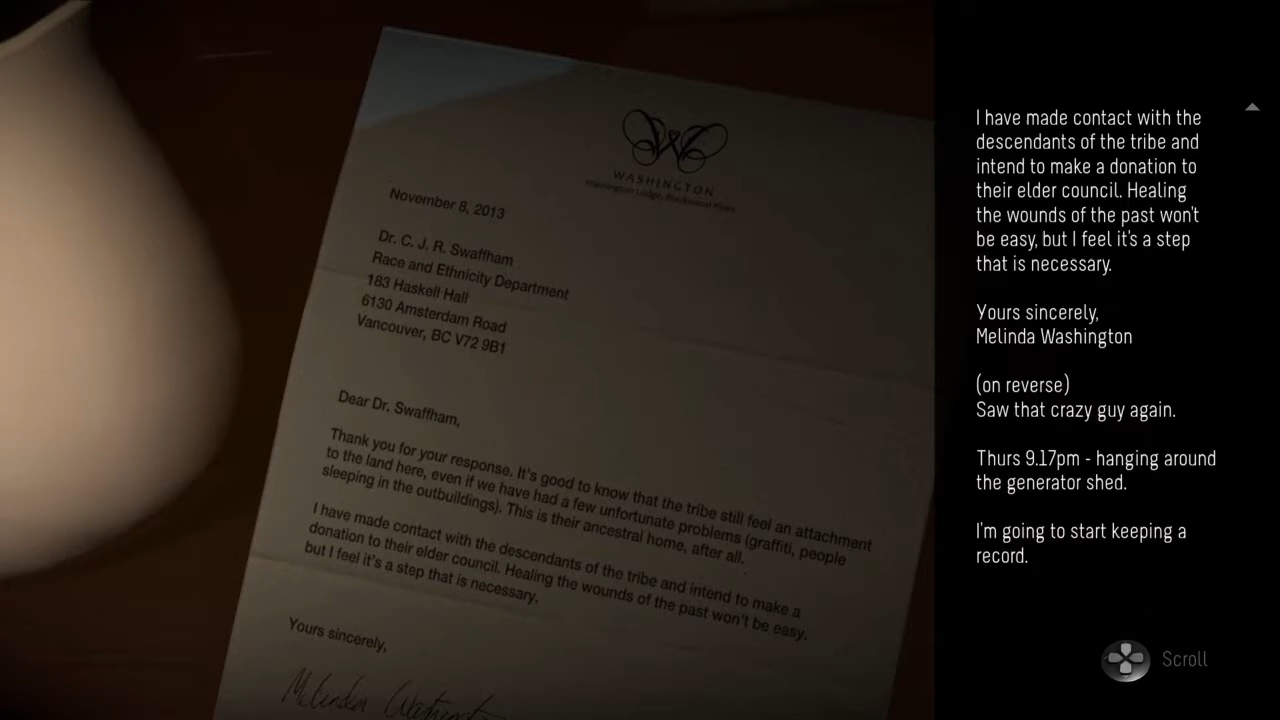 WASHINGTON
Washington Lodge, Blackwood Pines
November 8, 2013
Dr. C. J. R. Swaffham
Race and Ethnicity Department
183 Haskell Hall
6130 Amsterdam Road
Vancouver, BC V72 9B1
Dear Dr. Swaffham,
Thank you for your response. It's good to know that the tribe still feel an attachment
to the land here, even if we have had a few unfortunate problems (graffiti, people
sleeping in the outbuildings). This is their ancestral home, after all.
I have made contact with the descendants of the tribe and intend to make a
donation to their elder council. Healing the wounds of the past won't be easy.
but I feel it's a step that is necessary.
Yours sincerely,
Melinda Washington
I have made contact with the
descendants of the tribe and
intend to make a donation to
their elder council. Healing
the wounds of the past won't
be easy, but I feel it's a step
that is necessary.
Yours sincerely,
Melinda Washington
(on reverse)
Saw that crazy guy again.
Thurs 9.17pm - hanging around
the generator shed.
I'm going to start keeping a
record.
Scroll